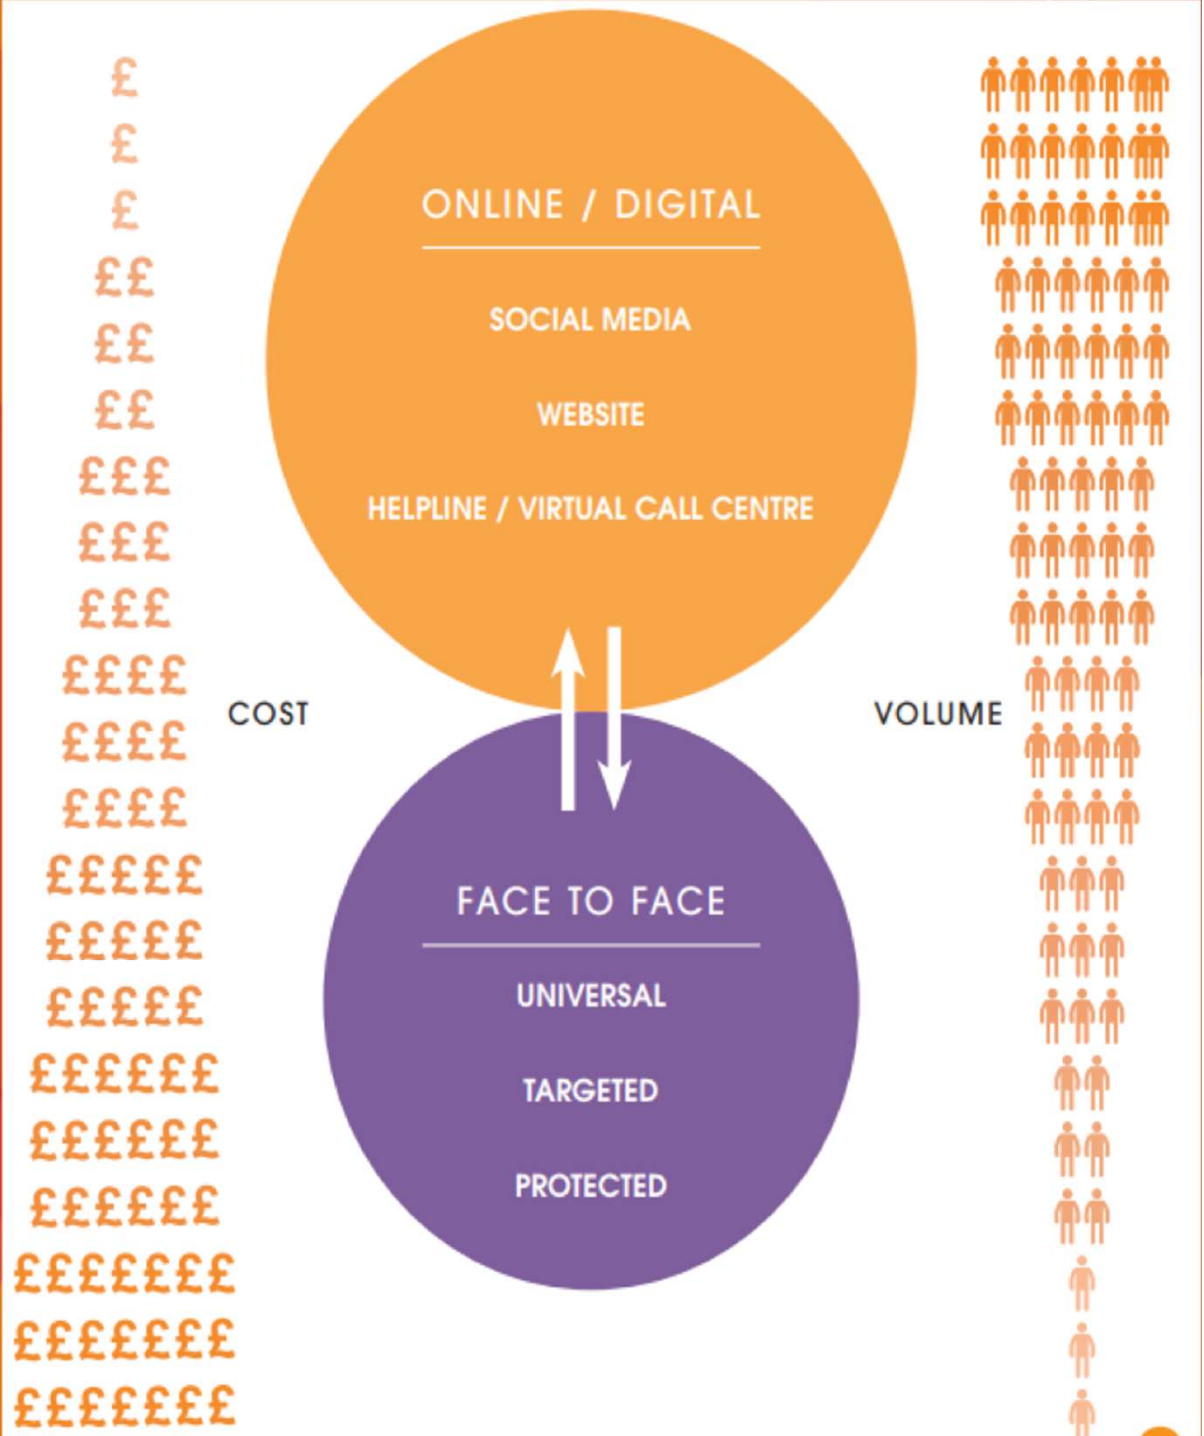 £
£
£
££
££
££
£££
£££
£££
££££
££££
££££
£££££
£££££
£££££
££££££
££££££
££££££
£££££££
£££££££
£££££££
COST
ONLINE / DIGITAL
SOCIAL MEDIA
WEBSITE
HELPLINE / VIRTUAL CALL CENTRE
FACE TO FACE
UNIVERSAL
TARGETED
PROTECTED
VOLUME